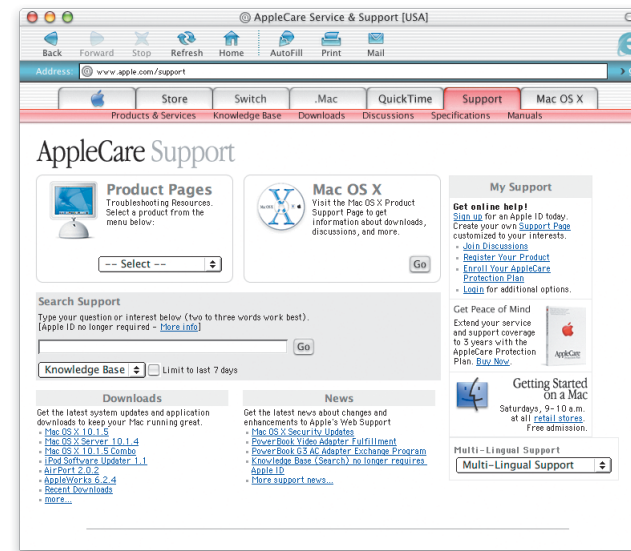 AppleCare Service & Support [USA]
Back Forward Stop Refresh Home AutoFill Print Mail
Address: www.apple.com/support
Store Switch .Mac QuickTime Support Mac OS X
Products & Services Knowledge Base Downloads Discussions Specifications Manuals
AppleCare Support
Product Pages
Troubleshooting Resources.
Select a product from the
menu below:
-- Select --
Mac OS X
Visit the Mac OS X Product
Support Page to get
information about downloads,
discussions, and more.
Go
My Support
Get online help!
Sign up for an Apple ID today.
Create your own Support Page
customized to your interests.
Join Discussions
Register Your Product
Enroll Your AppleCare
Protection Plan
Login for additional options.
Search Support
Type your question or interest below (two to three words work best).
[Apple ID no longer required - More info]
Go
Knowledge Base Limit to last 7 days
Get Peace of Mind
Extend your service
and support coverage
to 3 years with the
AppleCare Protection
Plan. Buy Now.
AppleCare
Getting Started
on a Mac
Saturdays, 9-10 a.m.
at all retail stores.
Free admission.
Multi-Lingual Support
Multi-Lingual Support
Downloads
Get the latest system updates and application
downloads to keep your Mac running great.
Mac OS X 10.1.5
Mac OS X Server 10.1.4
Mac OS X 10.1.5 Combo
iPod Software Updater 1.1
AirPort 2.0.2
AppleWorks 6.2.4
Recent Downloads
more...
News
Get the latest news about changes and
enhancements to Apple's Web Support
Mac OS X Security Updates
PowerBook Video Adapter Fulfillment
PowerBook G3 AC Adapter Exchange Program
Knowledge Base (Search) no longer requires
Apple ID
More support news...